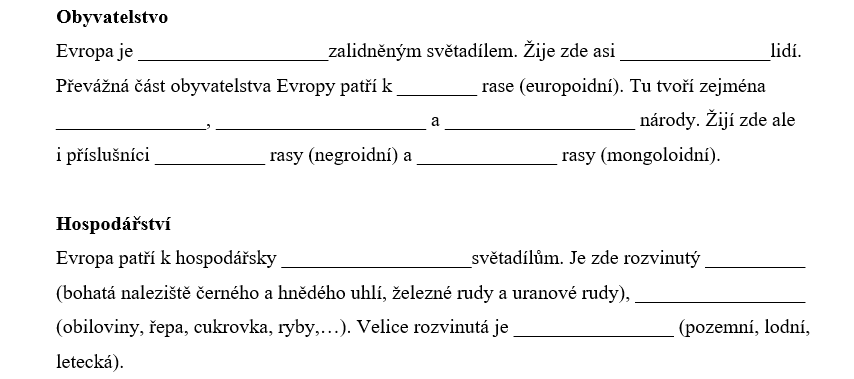 Obyvatelstvo
Evropa je ___________________zalidněným světadílem. Žije zde asi _______________lidí.
Převážná část obyvatelstva Evropy patří k ________ rase (europoidní). Tu tvoří zejména
_______________, _____________________ a ___________________ národy. Žijí zde ale
i příslušníci ___________ rasy (negroidní) a ______________ rasy (mongoloidní).
Hospodářství
Evropa patří k hospodářsky ___________________světadílům. Je zde rozvinutý __________
(bohatá naleziště černého a hnědého uhlí, železné rudy a uranové rudy), _________________
(obiloviny, řepa, cukrovka, ryby,…). Velice rozvinutá je ________________ (pozemní, lodní,
letecká).